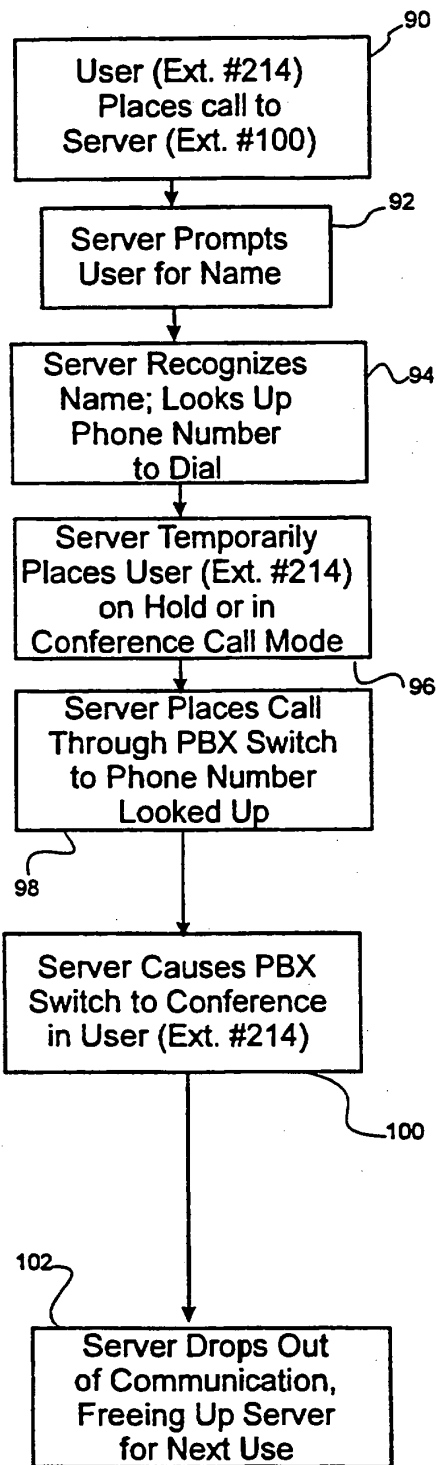 90
User (Ext. #214)
Places call to
Server (Ext. #100)
92
Server Prompts
User for Name
94
Server Recognizes
Name; Looks Up
Phone Number
to Dial
Server Temporarily
Places User (Ext. #214)
on Hold or in
Conference Call Mode
96
Server Places Call
Through PBX Switch
to Phone Number
Looked Up
98
Server Causes PBX
Switch to Conference
in User (Ext. #214)
100
102
Server Drops Out
of Communication,
Freeing Up Server
for Next Use